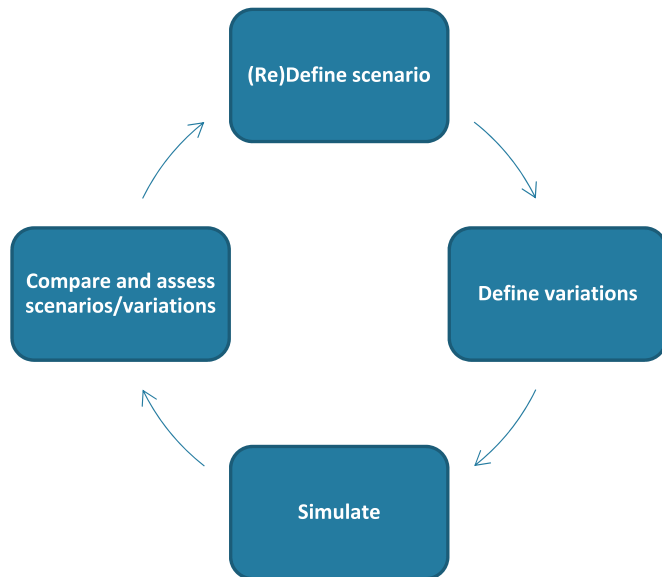 (Re)Define scenario
Define variations
Simulate
Compare and assess
scenarios/variations